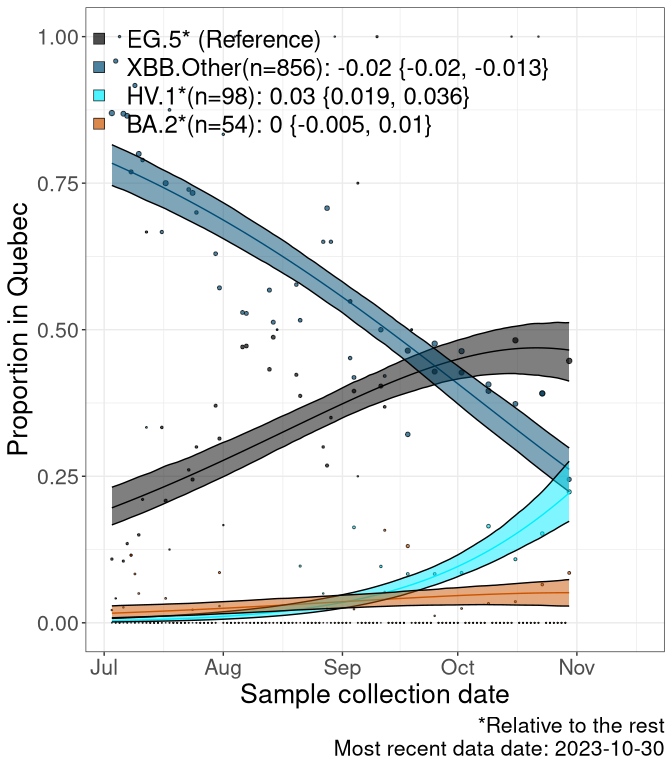 EG.5* (Reference)
XBB.Other(n=856): -0.02 {-0.02, -0.013}
HV.1*(n=98): 0.03 {0.019, 0.036}
BA.2*(n=54): 0 {-0.005, 0.01}
Proportion in Quebec
1.00
0.75
0.50
0.25
0.00
Jul Aug Sep Oct Nov
Sample collection date
*Relative to the rest
Most recent data date: 2023-10-30